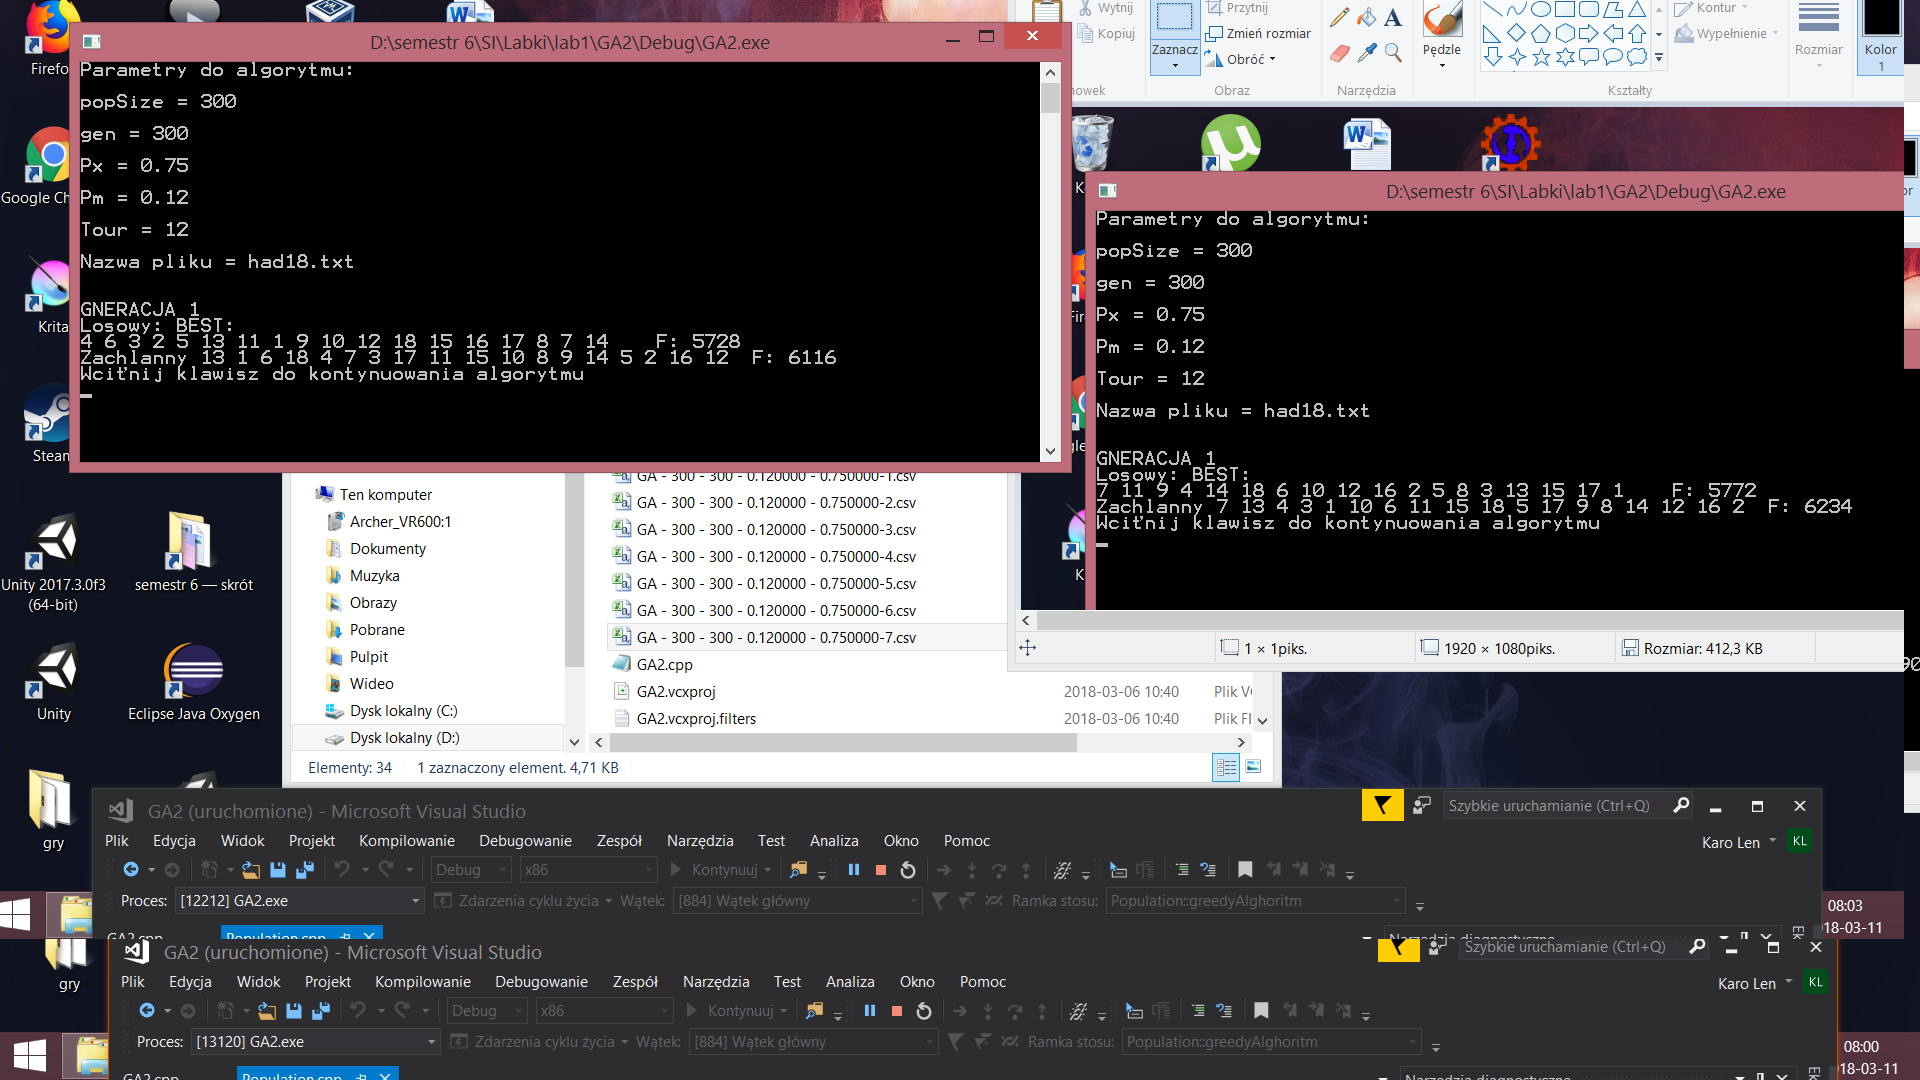 D:\semestr 6\SI\Labki\lab1\GA2\Debug\GA2.exe
Parametry do algorytmu:
popSize = 300
gen = 300
Px = 0.75
Pm = 0.12
Tour = 12
Nazwa pliku = had18.txt
GNERACJA 1
Losowy: BEST:
4 6 3 2 5 13 11 1 9 10 12 18 15 16 17 8 7 14    F: 5728
Zachlanny 13 1 6 18 4 7 3 17 11 15 10 8 9 14 5 2 16 12  F: 6116
Wciťnij klawisz do kontynuowania algorytmu
Wytnij
Kopiuj
Zaznacz
Przytnij
Zmień rozmiar
Obróć
Obraz
Narzędzia
Pędzle
Kształty
Kontur
Wypełnienie
Rozmiar
Kolor
1
D:\semestr 6\SI\Labki\lab1\GA2\Debug\GA2.exe
Parametry do algorytmu:
popSize = 300
gen = 300
Px = 0.75
Pm = 0.12
Tour = 12
Nazwa pliku = had18.txt
GNERACJA 1
Losowy: BEST:
7 11 9 4 14 18 6 10 12 16 2 5 8 3 13 15 17 1    F: 5772
Zachlanny 7 13 4 3 1 10 6 11 15 18 5 17 9 8 14 12 16 2  F: 6234
Wciťnij klawisz do kontynuowania algorytmu
1 × 1piks.
1920 × 1080piks.
Rozmiar: 412,3 KB
Firefo
Google Ch
Krita
Steam
Unity 2017.3.0f3
(64-bit)
semestr 6 — skrót
Unity
Eclipse Java Oxygen
gry
gry
Ten komputer
Archer_VR600:1
Dokumenty
Muzyka
Obrazy
Pobrane
Pulpit
Wideo
Dysk lokalny (C:)
Dysk lokalny (D:)
GA - 300 - 300 - 0.120000 - 0.750000-1.csv
GA - 300 - 300 - 0.120000 - 0.750000-2.csv
GA - 300 - 300 - 0.120000 - 0.750000-3.csv
GA - 300 - 300 - 0.120000 - 0.750000-4.csv
GA - 300 - 300 - 0.120000 - 0.750000-5.csv
GA - 300 - 300 - 0.120000 - 0.750000-6.csv
GA - 300 - 300 - 0.120000 - 0.750000-7.csv
GA2.cpp
GA2.vcxproj 2018-03-06 10:40 Plik V
GA2.vcxproj.filters 2018-03-06 10:40 Plik FI
Elementy: 34
1 zaznaczony element. 4,71 KB
GA2 (uruchomione) - Microsoft Visual Studio
Szybkie uruchamianie (Ctrl+Q)
Plik Edycja Widok Projekt Kompilowanie Debugowanie Zespół Narzędzia Test Analiza Okno Pomoc
Karo Len KL
Debug x86 Kontynuuj
Proces: [12212] GA2.exe Zdarzenia cyklu życia Wątek: [884] Wątek główny Ramka stosu: Population::greedyAlghoritm
GA2.cpp Population.cpp Narzędzia diagnostyczne
08:03
18-03-11
GA2 (uruchomione) - Microsoft Visual Studio
Szybkie uruchamianie (Ctrl+Q)
Plik Edycja Widok Projekt Kompilowanie Debugowanie Zespół Narzędzia Test Analiza Okno Pomoc
Karo Len KL
Debug x86 Kontynuuj
Proces: [13120] GA2.exe Zdarzenia cyklu życia Wątek: [884] Wątek główny Ramka stosu: Population::greedyAlghoritm
GA2.cpp Population.cpp Narzędzia diagnostyczne
08:00
18-03-11